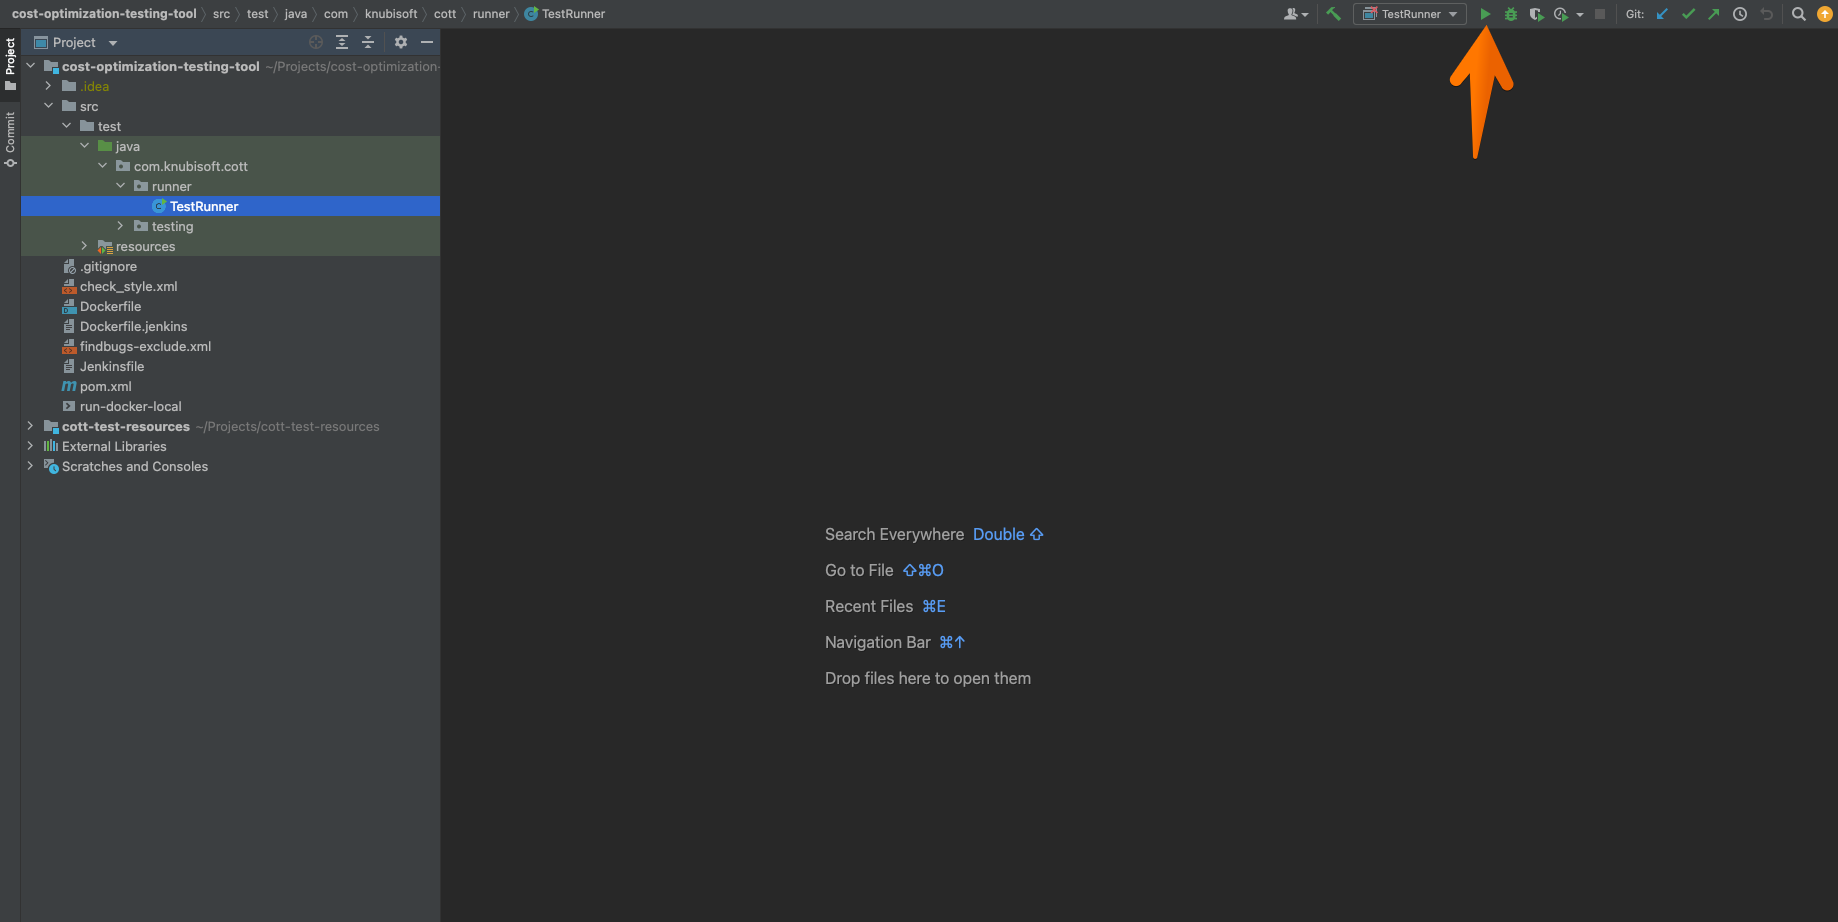 cost-optimization-testing-tool src test java com knubisoft cott runner TestRunner
TestRunner Git:
Project
Project
Commit
cost-optimization-testing-tool ~/Projects/cost-optimization-
.idea
src
test
java
com.knubisoft.cott
runner
TestRunner
testing
resources
.gitignore
check_style.xml
Dockerfile
Dockerfile.jenkins
findbugs-exclude.xml
Jenkinsfile
pom.xml
run-docker-local
cott-test-resources ~/Projects/cott-test-resources
External Libraries
Scratches and Consoles
Search Everywhere Double ⇧
Go to File ⇧⌘O
Recent Files ⌘E
Navigation Bar ⌘↑
Drop files here to open them